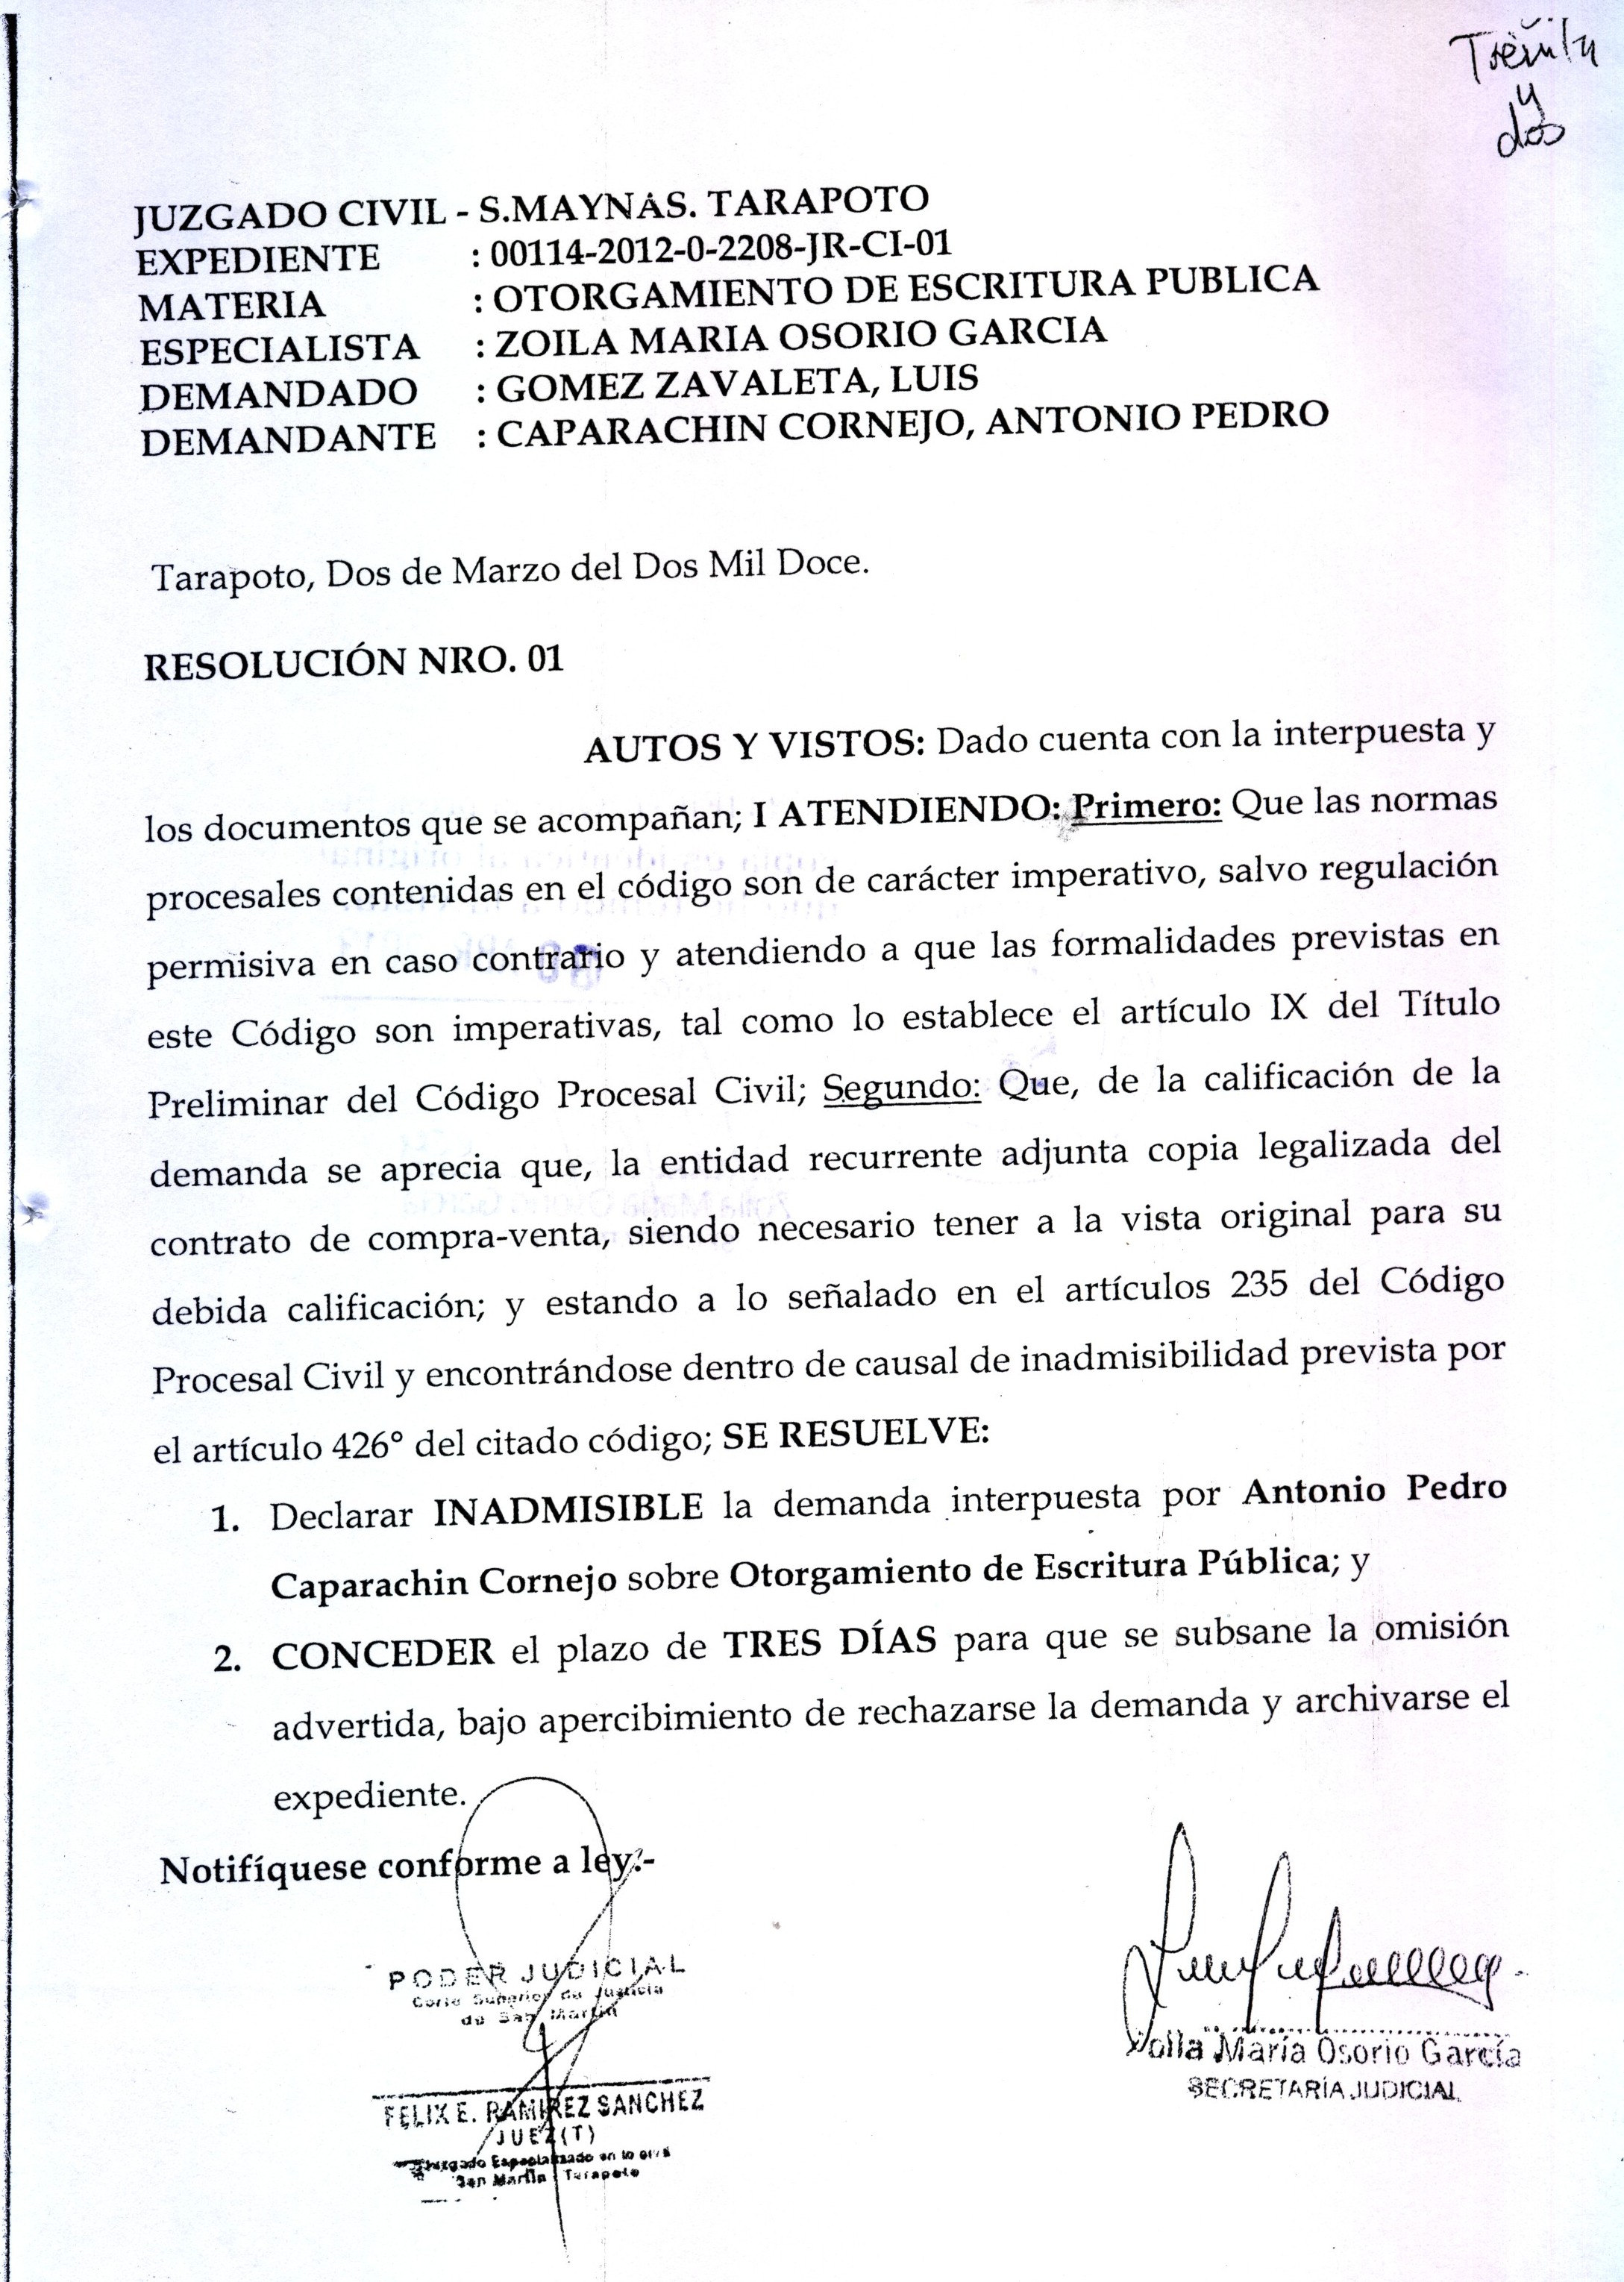 Treinta
y
dos
JUZGADO CIVIL - S.MAYNAS. TARAPOTO
EXPEDIENTE : 00114-2012-0-2208-JR-CI-01
MATERIA : OTORGAMIENTO DE ESCRITURA PUBLICA
ESPECIALISTA : ZOILA MARIA OSORIO GARCIA
DEMANDADO : GOMEZ ZAVALETA, LUIS
DEMANDANTE : CAPARACHIN CORNEJO, ANTONIO PEDRO
Tarapoto, Dos de Marzo del Dos Mil Doce.
RESOLUCIÓN NRO. 01
AUTOS Y VISTOS: Dado cuenta con la interpuesta y
los documentos que se acompañan; I ATENDIENDO: Primero: Que las normas
procesales contenidas en el código son de carácter imperativo, salvo regulación
permisiva en caso contrario y atendiendo a que las formalidades previstas en
este Código son imperativas, tal como lo establece el artículo IX del Título
Preliminar del Código Procesal Civil; Segundo: Que, de la calificación de la
demanda se aprecia que, la entidad recurrente adjunta copia legalizada del
contrato de compra-venta, siendo necesario tener a la vista original para su
debida calificación; y estando a lo señalado en el artículos 235 del Código
Procesal Civil y encontrándose dentro de causal de inadmisibilidad prevista por
el artículo 426° del citado código; SE RESUELVE:
1. Declarar INADMISIBLE la demanda interpuesta por Antonio Pedro
Caparachin Cornejo sobre Otorgamiento de Escritura Pública; y
2. CONCEDER el plazo de TRES DÍAS para que se subsane la omisión
advertida, bajo apercibimiento de rechazarse la demanda y archivarse el
expediente.
Notifíquese conforme a ley.-
PODER JUDICIAL
Corte Superior de Justicia
de San Martín
FELIX E. RAMIREZ SANCHEZ
JUEZ (T)
Juzgado Especializado en lo Civil
San Martín - Tarapoto
Zoila María Osorio García
SECRETARÍA JUDICIAL